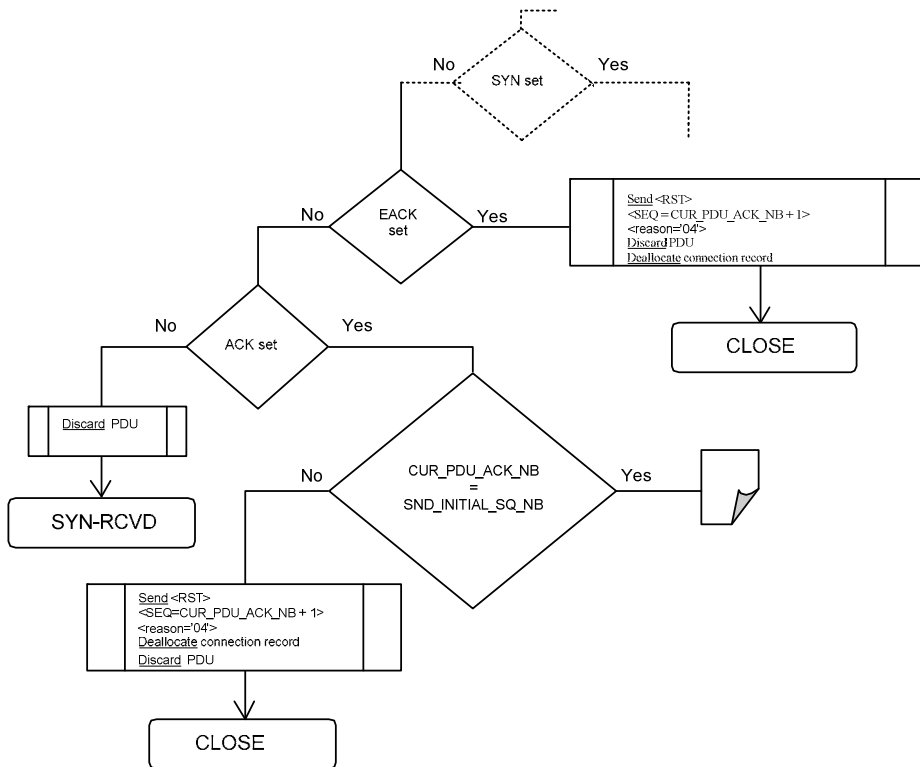 No
SYN set
Yes
No
EACK
set
Yes
Send <RST>
<SEQ = CUR_PDU_ACK_NB + 1>
<reason='04'>
Discard PDU
Deallocate connection record
CLOSE
No
ACK set
Yes
Discard PDU
SYN-RCVD
No
CUR_PDU_ACK_NB
=
SND_INITIAL_SQ_NB
Yes
Send <RST>
<SEQ=CUR_PDU_ACK_NB + 1>
<reason='04'>
Deallocate connection record
Discard PDU
CLOSE